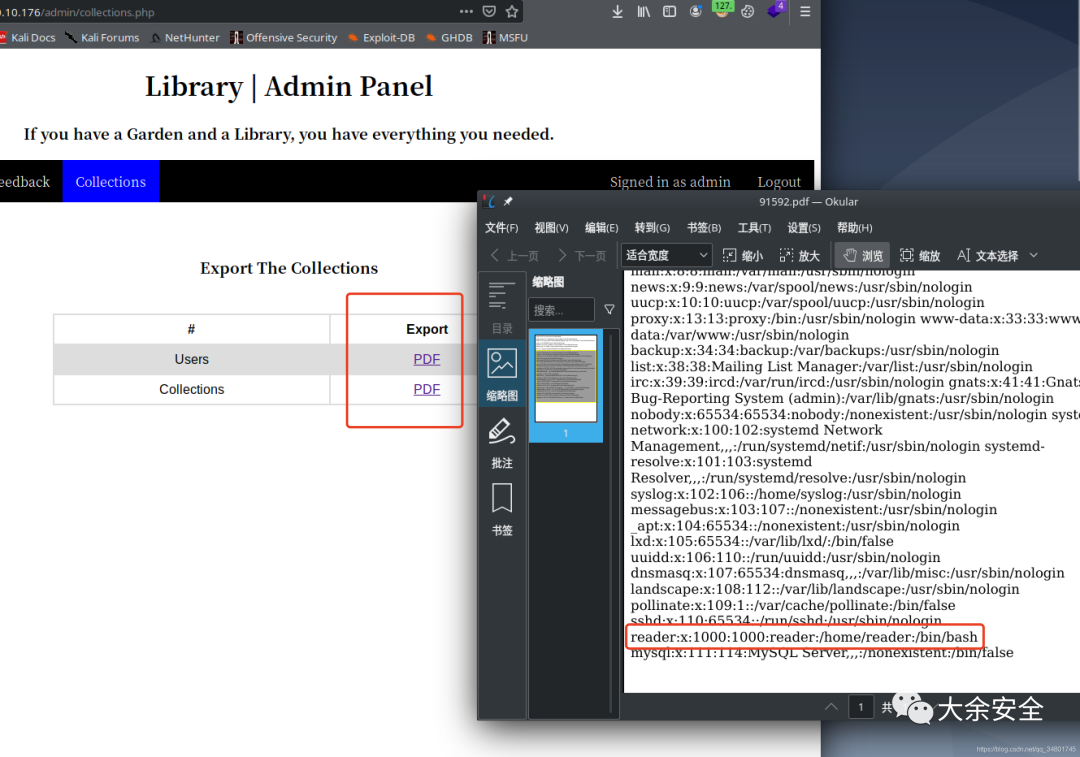 0.10.176/admin/collections.php
127.
4
Kali Docs Kali Forums NetHunter Offensive Security Exploit-DB GHDB MSFU
Library | Admin Panel
If you have a Garden and a Library, you have everything you needed.
eedback Collections Signed in as admin Logout
Export The Collections
# Export
Users PDF
Collections PDF
91592.pdf — Okular
文件(F) 视图(V) 编辑(E) 转到(G) 书签(B) 工具(T) 设置(S) 帮助(H)
上一页 下一页 适合宽度 缩小 放大 浏览 缩放 文本选择
目录
缩略图
批注
书签
缩略图
搜索...
1
mail:x:8:8:mail:/var/mail:/usr/sbin/nologin
news:x:9:9:news:/var/spool/news:/usr/sbin/nologin
uucp:x:10:10:uucp:/var/spool/uucp:/usr/sbin/nologin
proxy:x:13:13:proxy:/bin:/usr/sbin/nologin www-data:x:33:33:www
data:/var/www:/usr/sbin/nologin
backup:x:34:34:backup:/var/backups:/usr/sbin/nologin
list:x:38:38:Mailing List Manager:/var/list:/usr/sbin/nologin
irc:x:39:39:ircd:/var/run/ircd:/usr/sbin/nologin gnats:x:41:41:Gnats
Bug-Reporting System (admin):/var/lib/gnats:/usr/sbin/nologin
nobody:x:65534:65534:nobody:/nonexistent:/usr/sbin/nologin syste
network:x:100:102:systemd Network
Management,,,:/run/systemd/netif:/usr/sbin/nologin systemd-
resolve:x:101:103:systemd
Resolver,,,:/run/systemd/resolve:/usr/sbin/nologin
syslog:x:102:106::/home/syslog:/usr/sbin/nologin
messagebus:x:103:107::/nonexistent:/usr/sbin/nologin
_apt:x:104:65534::/nonexistent:/usr/sbin/nologin
lxd:x:105:65534::/var/lib/lxd/:/bin/false
uuidd:x:106:110::/run/uuidd:/usr/sbin/nologin
dnsmasq:x:107:65534:dnsmasq,,,:/var/lib/misc:/usr/sbin/nologin
landscape:x:108:112::/var/lib/landscape:/usr/sbin/nologin
pollinate:x:109:1::/var/cache/pollinate:/bin/false
sshd:x:110:65534::/run/sshd:/usr/sbin/nologin
reader:x:1000:1000:reader:/home/reader:/bin/bash
mysql:x:111:114:MySQL Server,,,:/nonexistent:/bin/false
1 共
大余安全
https://blog.csdn.net/qq_34801745